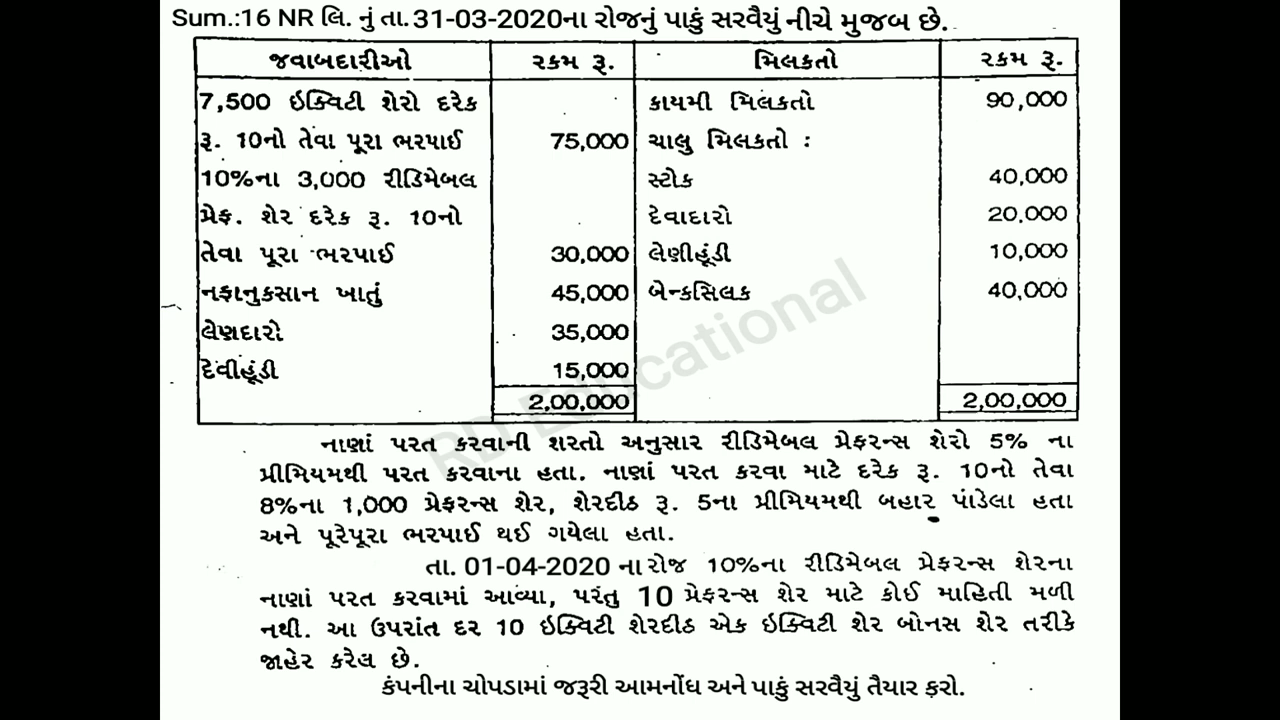 Sum.:16 NR લિ. નું તા. 31-03-2020ના રોજનું પાકું સરવૈયું નીચે મુજબ છે.
જવાબદારીઓ રકમ રૂ. મિલકતો રકમ રૂ.
7,500 ઇક્વિટી શેરો દરેક કાયમી મિલકતો 90,000
રૂ. 10નો તેવા પૂરા ભરપાઈ 75,000 ચાલુ મિલકતો :
10%ના 3,000 રીડિમેબલ સ્ટોક 40,000
પ્રેફ. શેર દરેક રૂ. 10નો દેવાદારો 20,000
તેવા પૂરા ભરપાઈ 30,000 લેણીહૂંડી 10,000
નફાનુકસાન ખાતું 45,000 બેન્કસિલક 40,000
લેણદારો 35,000
દેવીહૂંડી 15,000
2,00,000 2,00,000
નાણાં પરત કરવાની શરતો અનુસાર રીડિમેબલ પ્રેફરન્સ શેરો 5% ના
પ્રીમિયમથી પરત કરવાના હતા. નાણાં પરત કરવા માટે દરેક રૂ. 10નો તેવા
8%ના 1,000 પ્રેફરન્સ શેર, શેરદીઠ રૂ. 5ના પ્રીમિયમથી બહાર પાડેલા હતા
અને પૂરેપૂરા ભરપાઈ થઈ ગયેલા હતા.
તા. 01-04-2020 ના રોજ 10%ના રીડિમેબલ પ્રેફરન્સ શેરના
નાણાં પરત કરવામાં આવ્યા, પરંતુ 10 પ્રેફરન્સ શેર માટે કોઈ માહિતી મળી
નથી. આ ઉપરાંત દર 10 ઇક્વિટી શેરદીઠ એક ઇક્વિટી શેર બોનસ શેર તરીકે
જાહેર કરેલ છે.
કંપનીના ચોપડામાં જરૂરી આમનોંધ અને પાકું સરવૈયું તૈયાર કરો.
RD Educational